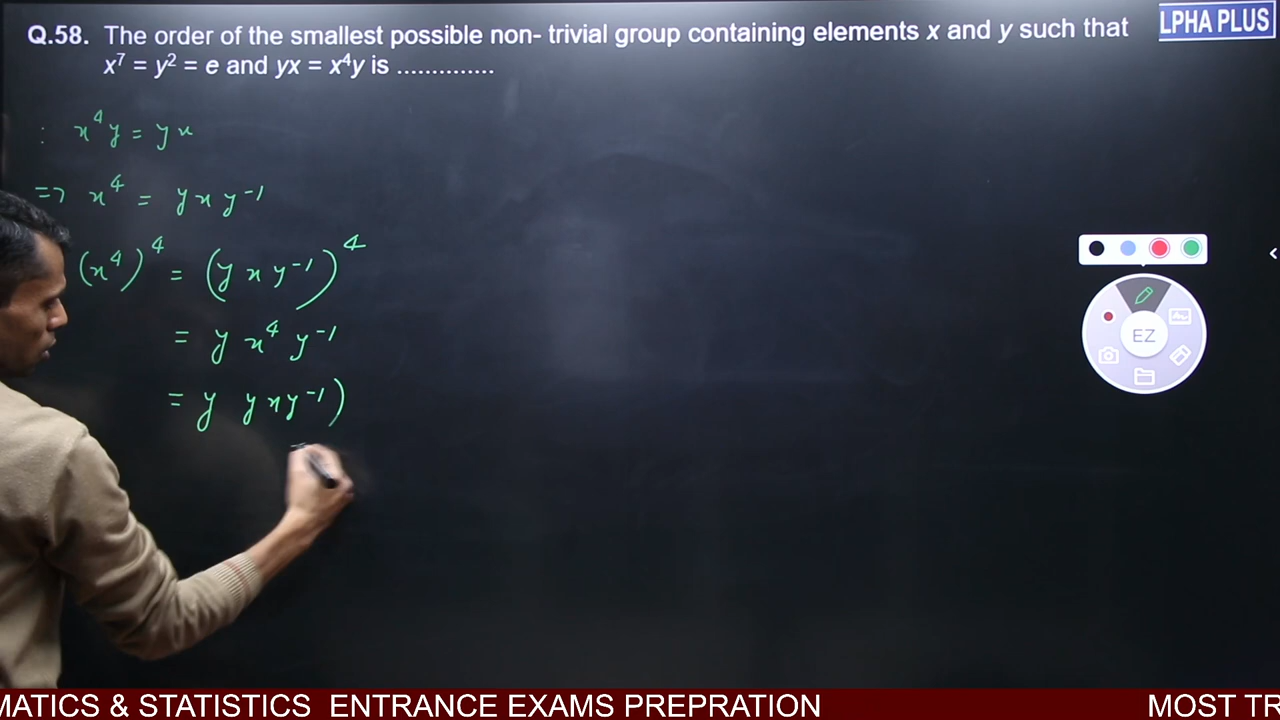 Q.58. The order of the smallest possible non- trivial group containing elements x and y such that
x⁷ = y² = e and yx = x⁴y is ..............
LPHA PLUS
: x⁴y = yx
=> x⁴ = yxy⁻¹
(x⁴)⁴ = (yxy⁻¹)⁴
= yx⁴y⁻¹
= y yxy⁻¹)
EZ
MATICS & STATISTICS ENTRANCE EXAMS PREPRATION MOST TR